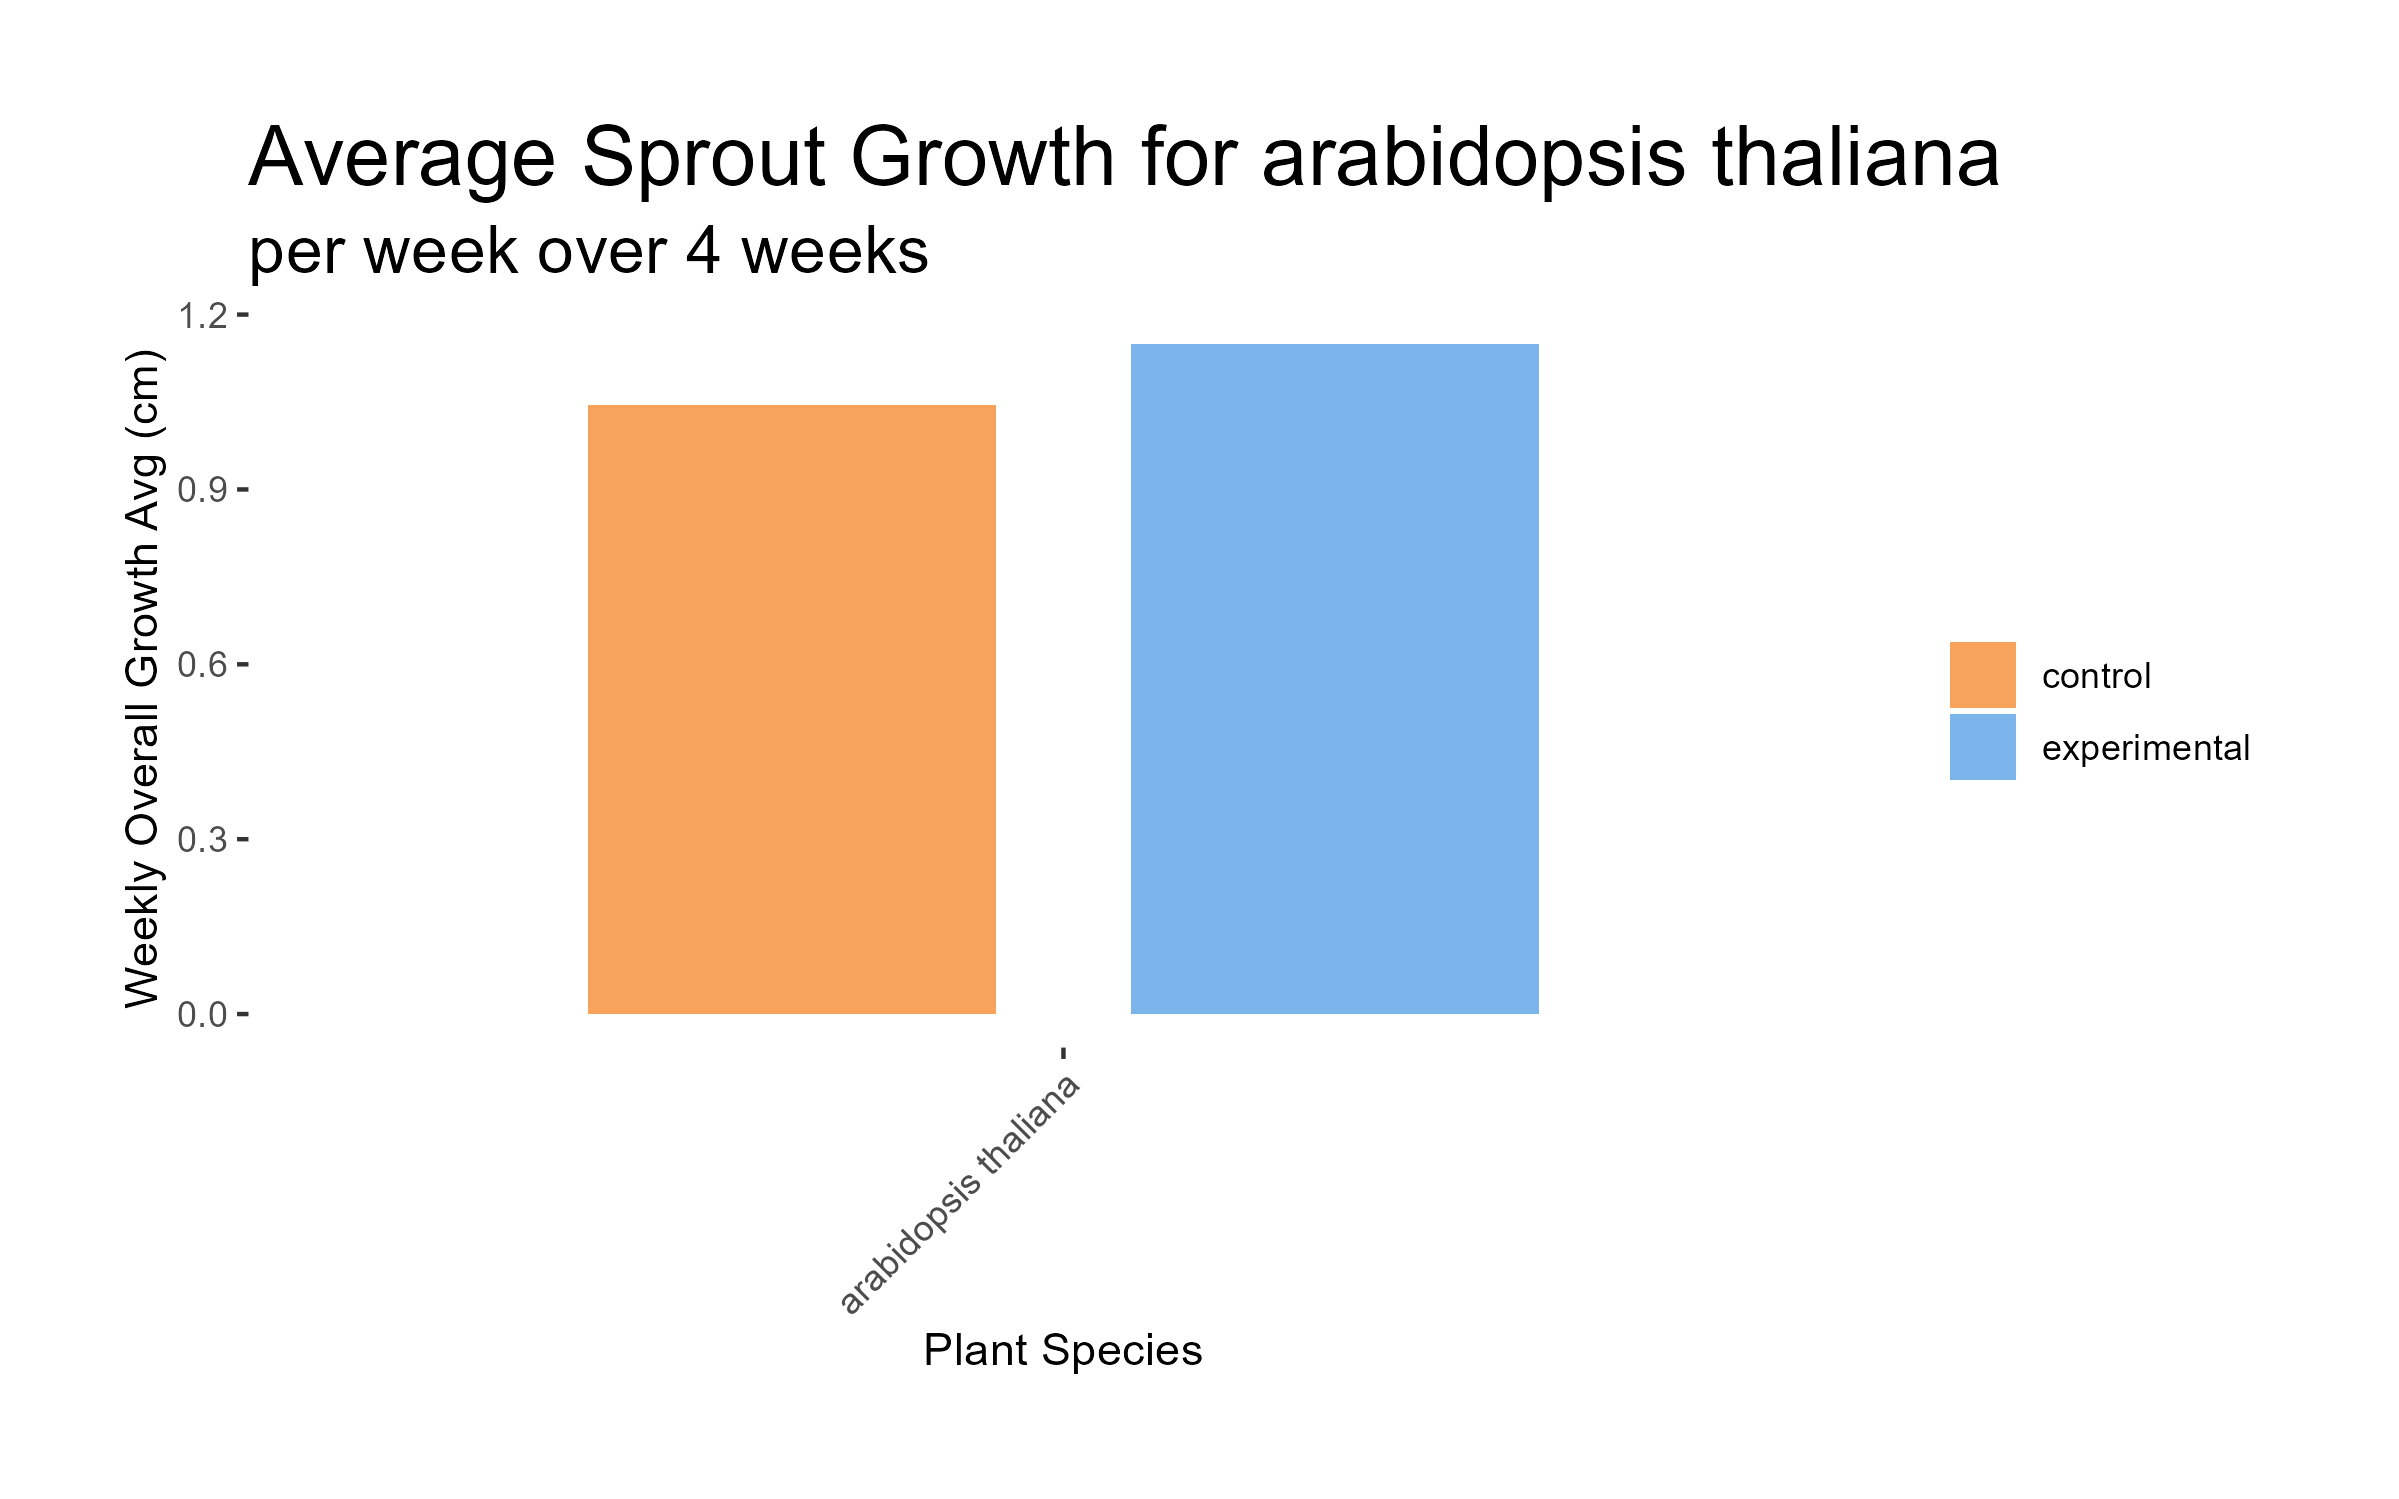 Average Sprout Growth for arabidopsis thaliana
per week over 4 weeks
Weekly Overall Growth Avg (cm)
1.2
0.9
0.6
0.3
0.0
control
experimental
arabidopsis thaliana
Plant Species